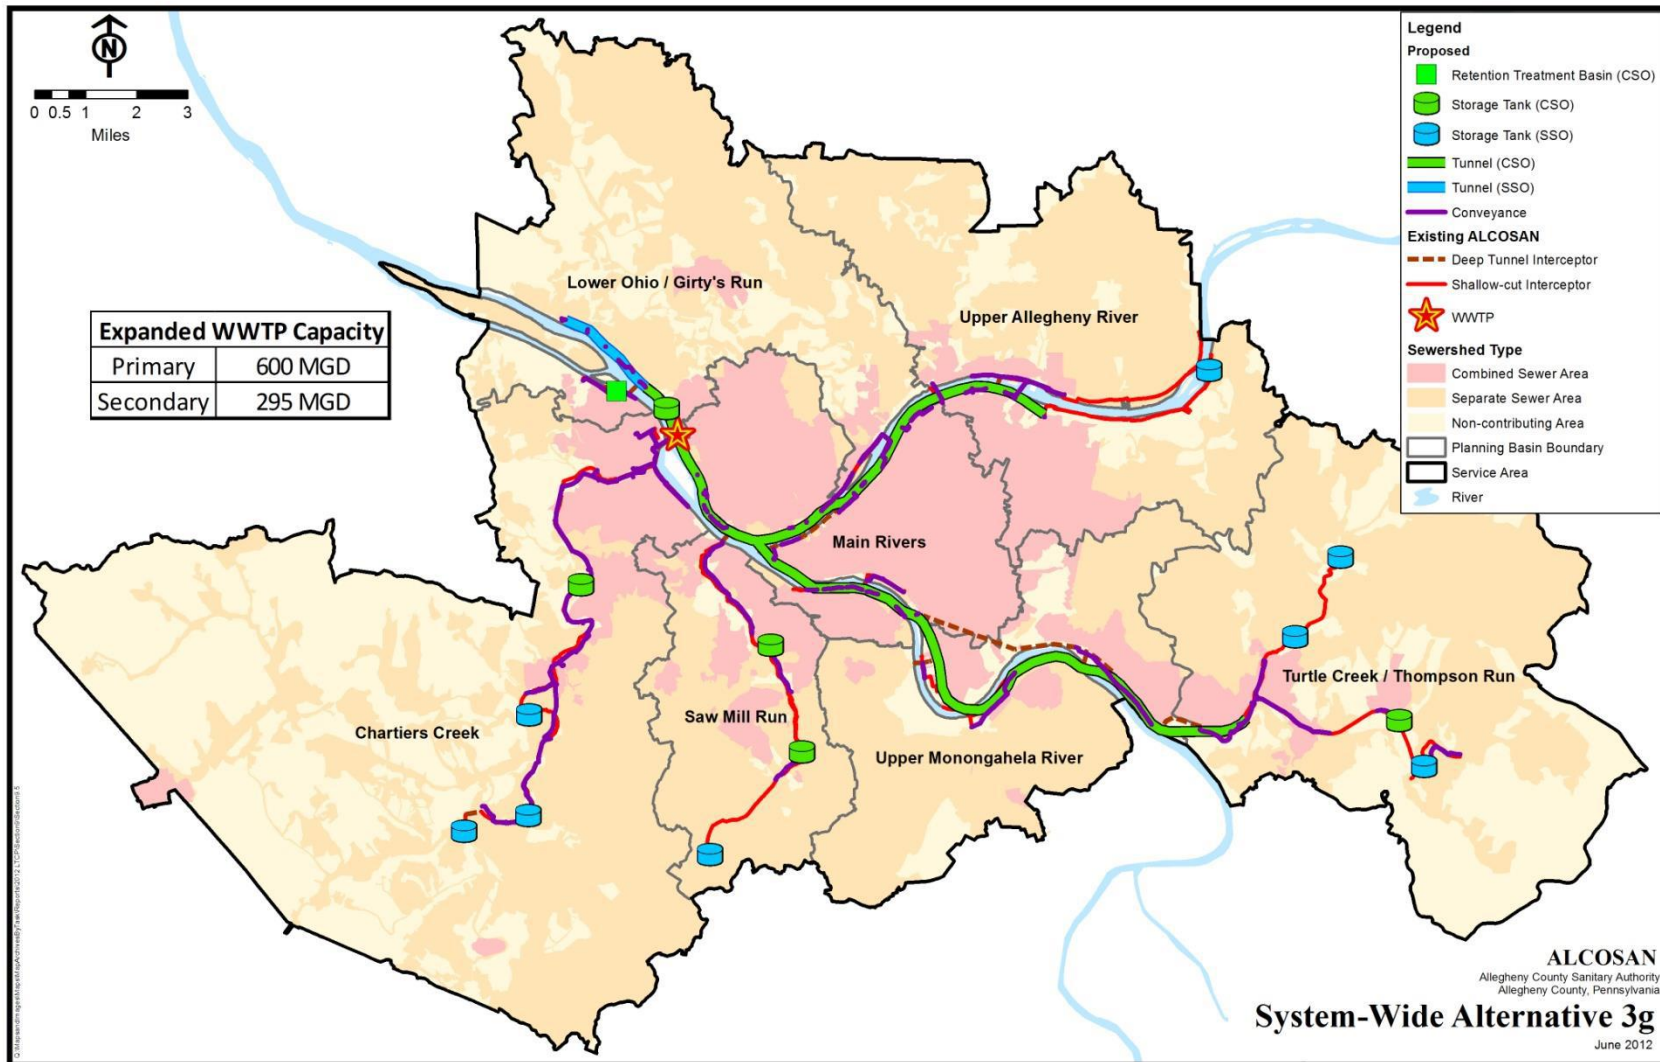 N
0 0.5 1 2 3
Miles
Expanded WWTP Capacity
Primary 600 MGD
Secondary 295 MGD
Lower Ohio / Girty's Run
Upper Allegheny River
Main Rivers
Chartiers Creek
Saw Mill Run
Upper Monongahela River
Turtle Creek / Thompson Run
Legend
Proposed
Retention Treatment Basin (CSO)
Storage Tank (CSO)
Storage Tank (SSO)
Tunnel (CSO)
Tunnel (SSO)
Conveyance
Existing ALCOSAN
Deep Tunnel Interceptor
Shallow-cut Interceptor
WWTP
Sewershed Type
Combined Sewer Area
Separate Sewer Area
Non-contributing Area
Planning Basin Boundary
Service Area
River
ALCOSAN
Allegheny County Sanitary Authority
Allegheny County, Pennsylvania
System-Wide Alternative 3g
June 2012